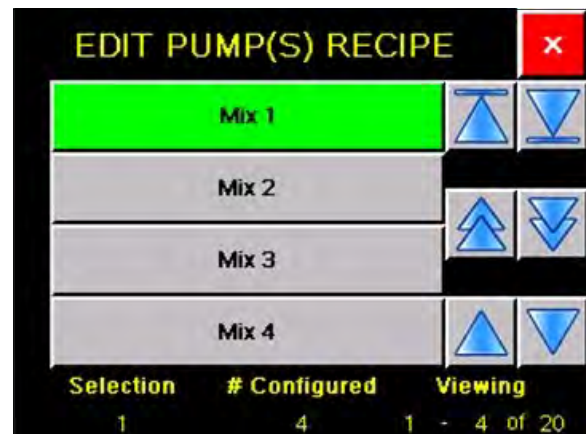 EDIT PUMP(S) RECIPE
×
Mix 1
Mix 2
Mix 3
Mix 4
Selection # Configured Viewing
1 4 1 - 4 of 20